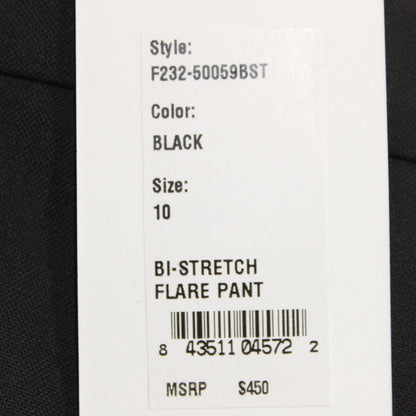 Style:
F232-50059BST
Color:
BLACK
Size:
10
BI-STRETCH
FLARE PANT
8 43511 04572 2
MSRP $450